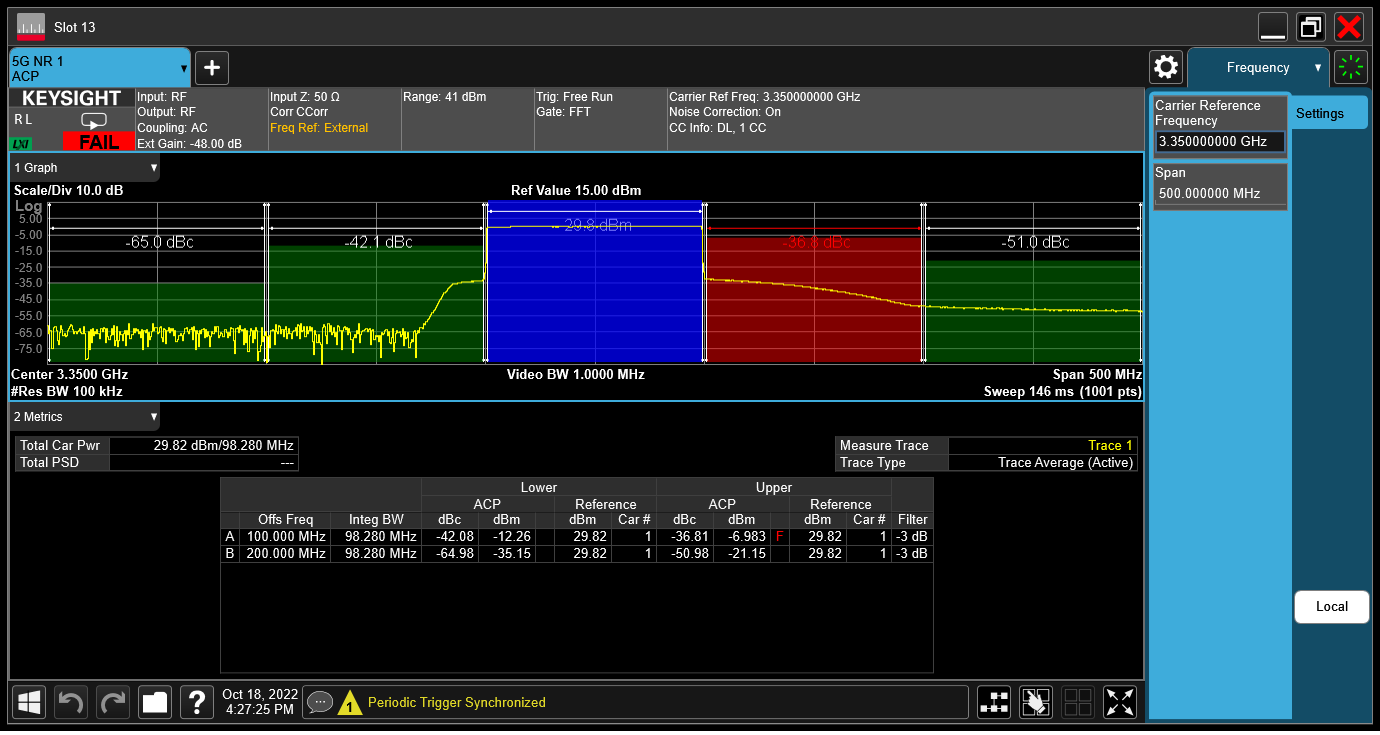 Slot 13
5G NR 1
ACP
+
Frequency
KEYSIGHT
R L
LXI
FAIL
Input: RF
Output: RF
Coupling: AC
Ext Gain: -48.00 dB
Input Z: 50 Ω
Corr CCorr
Freq Ref: External
Range: 41 dBm
Trig: Free Run
Gate: FFT
Carrier Ref Freq: 3.350000000 GHz
Noise Correction: On
CC Info: DL, 1 CC
Carrier Reference
Frequency
3.350000000 GHz
Span
500.000000 MHz
Settings
1 Graph
Scale/Div 10.0 dB
Ref Value 15.00 dBm
Log
5.00
-5.00
-15.0
-25.0
-35.0
-45.0
-55.0
-65.0
-75.0
-65.0 dBc
-42.1 dBc
29.8 dBm
-36.8 dBc
-51.0 dBc
Center 3.3500 GHz
Video BW 1.0000 MHz
Span 500 MHz
#Res BW 100 kHz
Sweep 146 ms (1001 pts)
2 Metrics
Total Car Pwr 29.82 dBm/98.280 MHz
Total PSD ---
Measure Trace Trace 1
Trace Type Trace Average (Active)
Lower Upper
ACP Reference ACP Reference
Offs Freq Integ BW dBc dBm dBm Car # dBc dBm dBm Car # Filter
A 100.000 MHz 98.280 MHz -42.08 -12.26 29.82 1 -36.81 -6.983 F 29.82 1 -3 dB
B 200.000 MHz 98.280 MHz -64.98 -35.15 29.82 1 -50.98 -21.15 29.82 1 -3 dB
Local
?
Oct 18, 2022
4:27:25 PM
1
Periodic Trigger Synchronized